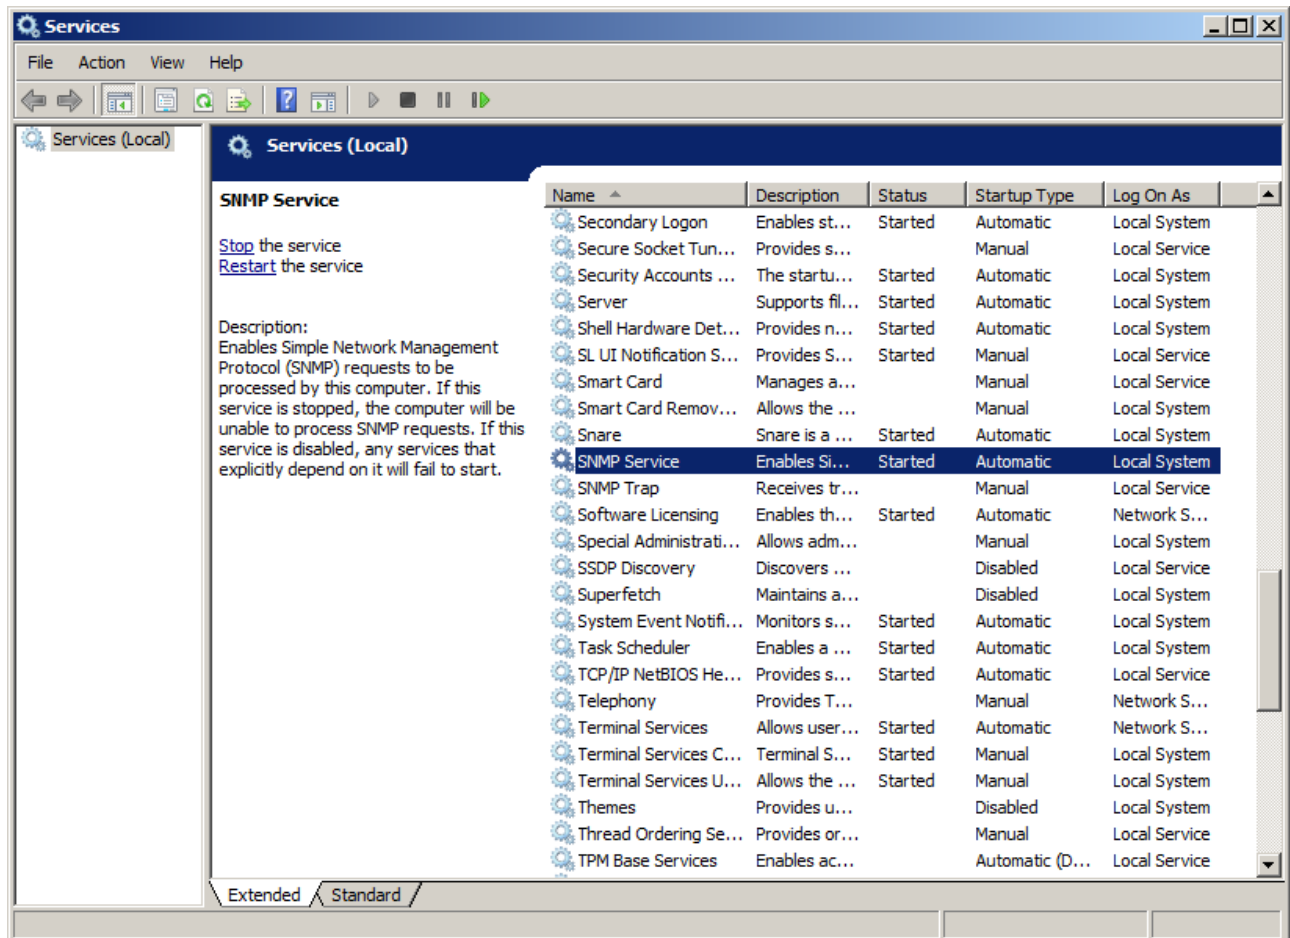 Services
File Action View Help
Services (Local)
Services (Local)
SNMP Service
Stop the service
Restart the service
Description:
Enables Simple Network Management
Protocol (SNMP) requests to be
processed by this computer. If this
service is stopped, the computer will be
unable to process SNMP requests. If this
service is disabled, any services that
explicitly depend on it will fail to start.
Name Description Status Startup Type Log On As
Secondary Logon Enables st... Started Automatic Local System
Secure Socket Tun... Provides s... Manual Local Service
Security Accounts ... The startu... Started Automatic Local System
Server Supports fil... Started Automatic Local System
Shell Hardware Det... Provides n... Started Automatic Local System
SL UI Notification S... Provides S... Started Manual Local Service
Smart Card Manages a... Manual Local Service
Smart Card Remov... Allows the ... Manual Local System
Snare Snare is a ... Started Automatic Local System
SNMP Service Enables Si... Started Automatic Local System
SNMP Trap Receives tr... Manual Local Service
Software Licensing Enables th... Started Automatic Network S...
Special Administrati... Allows adm... Manual Local System
SSDP Discovery Discovers ... Disabled Local Service
Superfetch Maintains a... Disabled Local System
System Event Notifi... Monitors s... Started Automatic Local System
Task Scheduler Enables a ... Started Automatic Local System
TCP/IP NetBIOS He... Provides s... Started Automatic Local Service
Telephony Provides T... Manual Network S...
Terminal Services Allows user... Started Automatic Network S...
Terminal Services C... Terminal S... Started Manual Local System
Terminal Services U... Allows the ... Started Manual Local System
Themes Provides u... Disabled Local System
Thread Ordering Se... Provides or... Manual Local Service
TPM Base Services Enables ac... Automatic (D... Local Service
Extended Standard